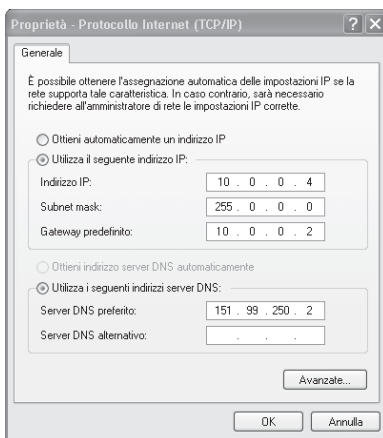 Proprietà - Protocollo Internet (TCP/IP)
Generale
È possibile ottenere l'assegnazione automatica delle impostazioni IP se la
rete supporta tale caratteristica. In caso contrario, sarà necessario
richiedere all'amministratore di rete le impostazioni IP corrette.
Ottieni automaticamente un indirizzo IP
Utilizza il seguente indirizzo IP:
Indirizzo IP: 10 . 0 . 0 . 4
Subnet mask: 255 . 0 . 0 . 0
Gateway predefinito: 10 . 0 . 0 . 2
Ottieni indirizzo server DNS automaticamente
Utilizza i seguenti indirizzi server DNS:
Server DNS preferito: 151 . 99 . 250 . 2
Server DNS alternativo: . . .
Avanzate...
OK Annulla